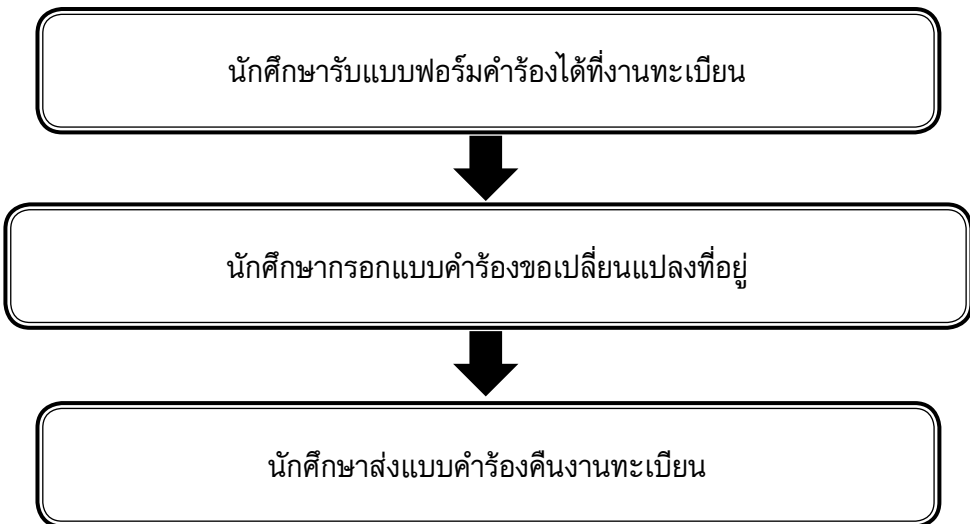 นักศึกษารับแบบฟอร์มคำร้องได้ที่งานทะเบียน
นักศึกษากรอกแบบคำร้องขอเปลี่ยนแปลงที่อยู่
นักศึกษาส่งแบบคำร้องคืนงานทะเบียน